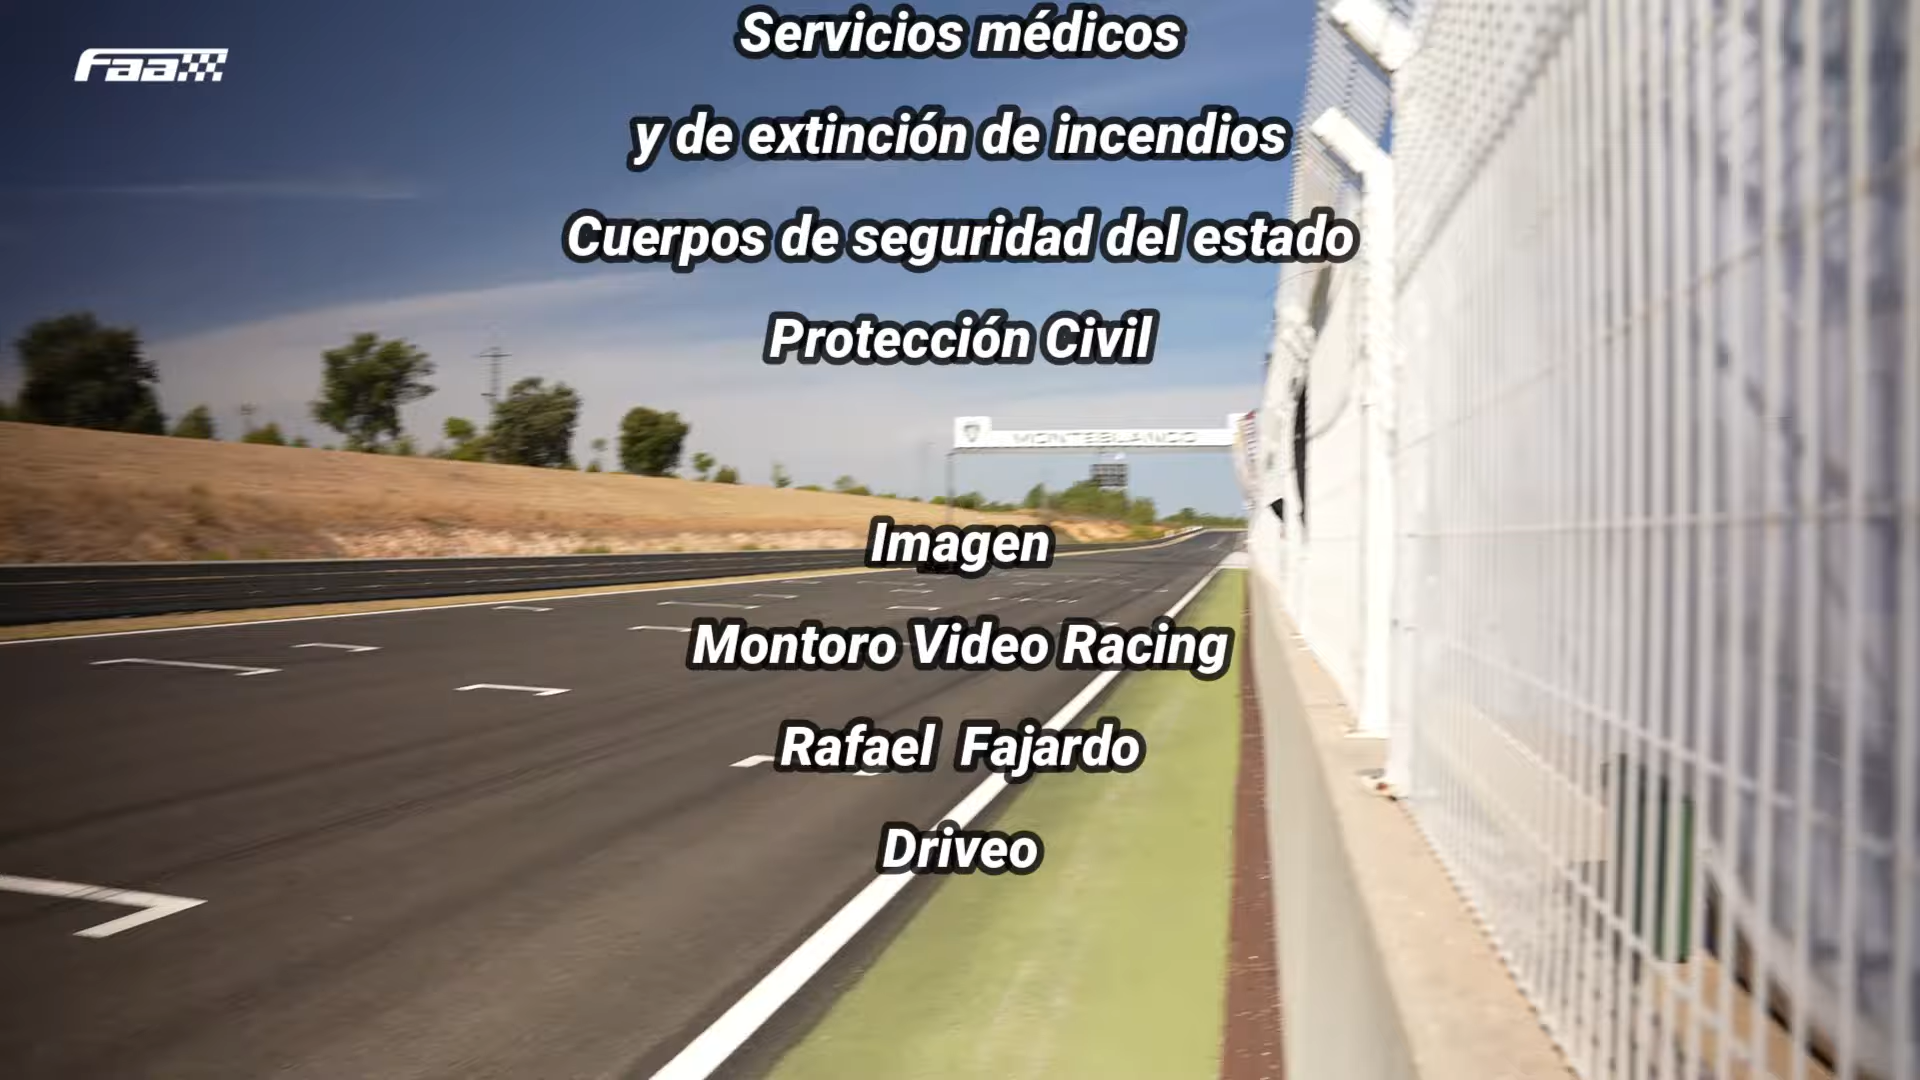 faa
Servicios médicos
y de extinción de incendios
Cuerpos de seguridad del estado
Protección Civil
MONTEBLANCO
Imagen
Montoro Video Racing
Rafael Fajardo
Driveo